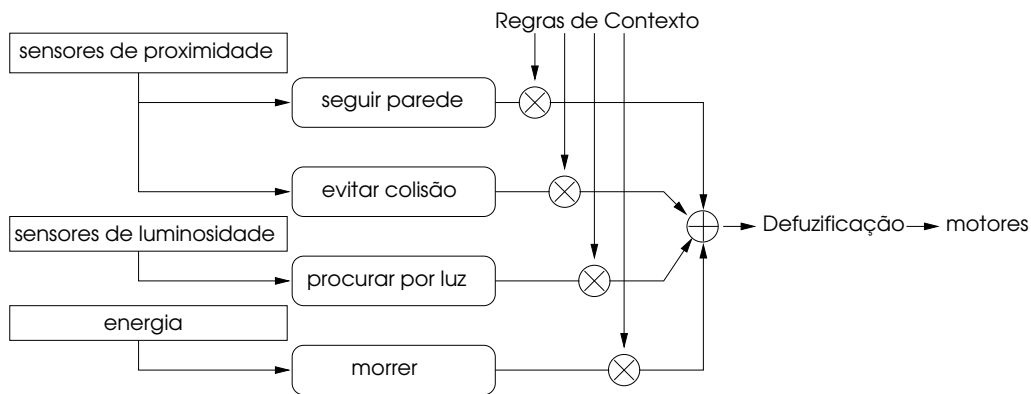 Regras de Contexto
sensores de proximidade
seguir parede
evitar colisão
sensores de luminosidade
Defuzificação
motores
procurar por luz
energia
morrer